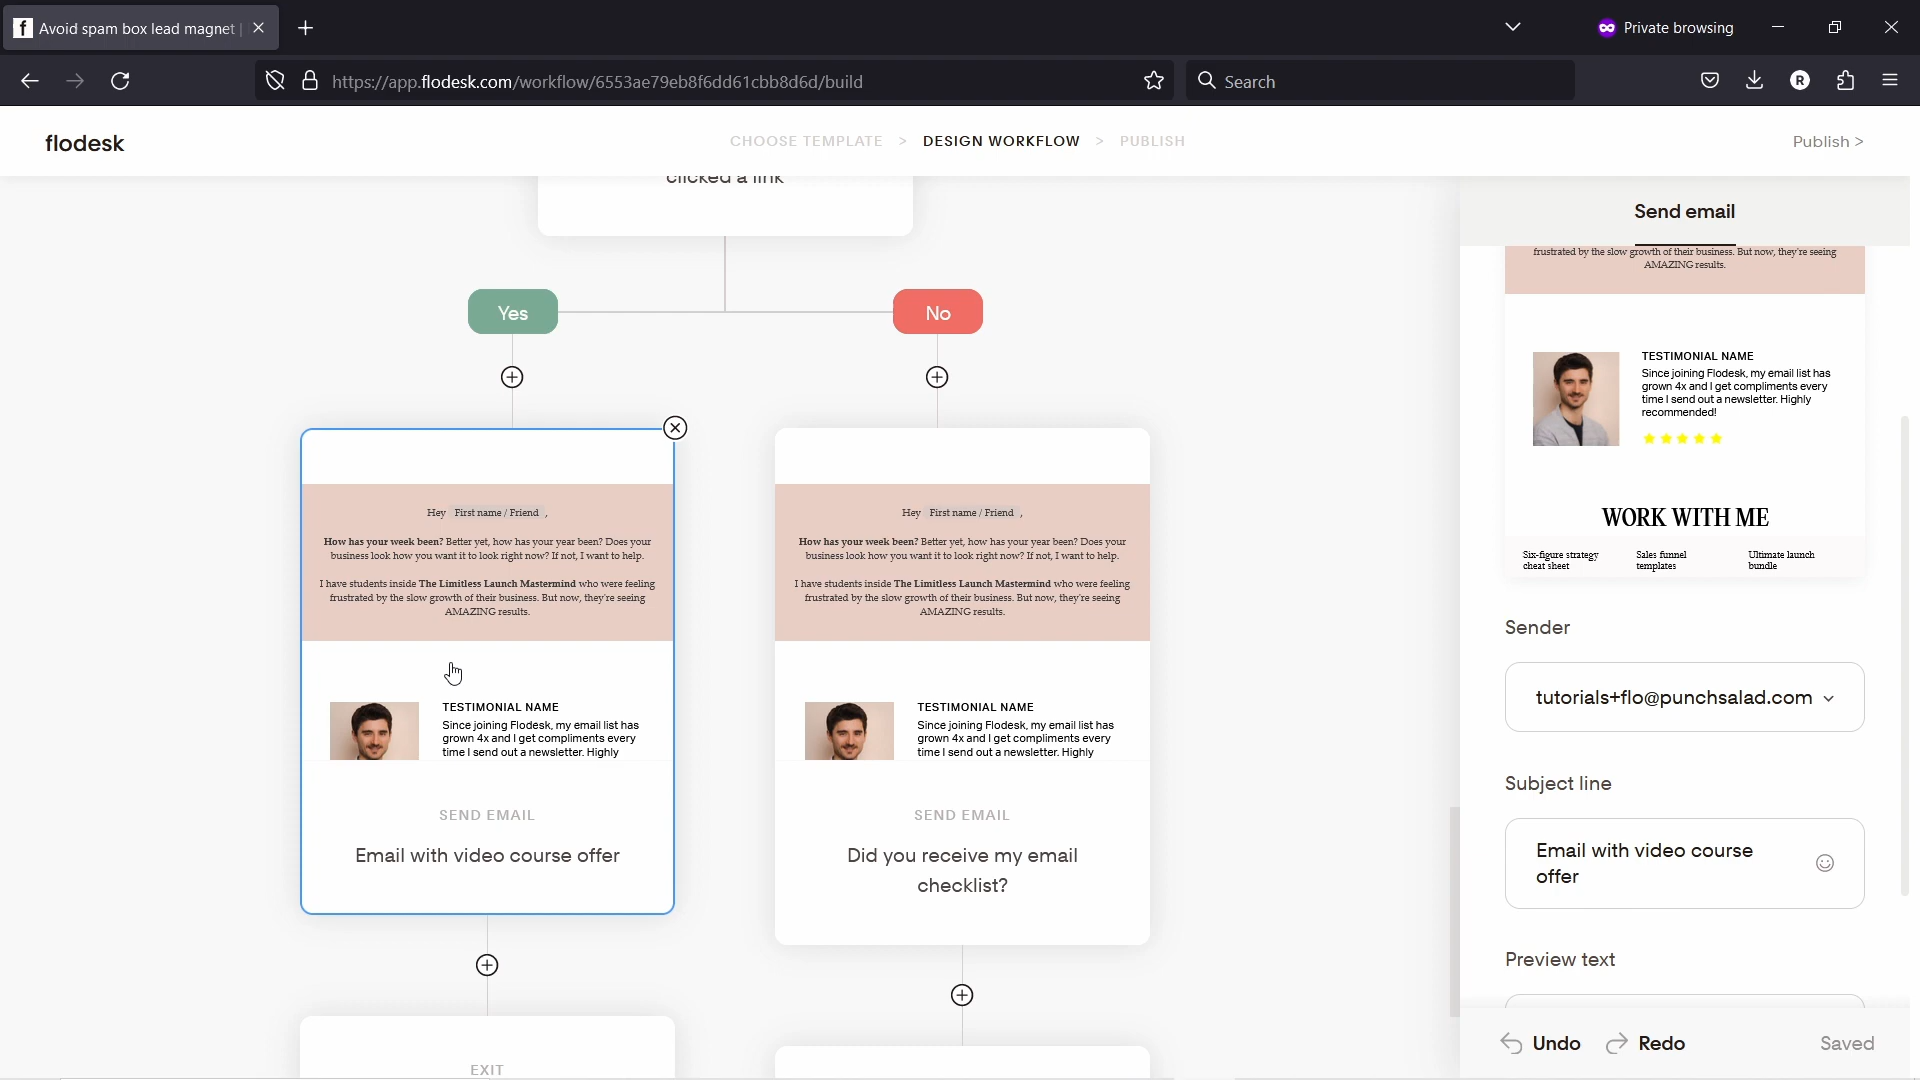 f Avoid spam box lead magnet |
Private browsing
https://app.flodesk.com/workflow/6553ae79eb8f6dd61cbb8d6d/build
Search
R
flodesk
CHOOSE TEMPLATE > DESIGN WORKFLOW > PUBLISH
Publish >
clicked a link
Yes
No
Hey First name / Friend ,
How has your week been? Better yet, how has your year been? Does your
business look how you want it to look right now? If not, I want to help.
I have students inside The Limitless Launch Mastermind who were feeling
frustrated by the slow growth of their business. But now, they're seeing
AMAZING results.
TESTIMONIAL NAME
Since joining Flodesk, my email list has
grown 4x and I get compliments every
time I send out a newsletter. Highly
SEND EMAIL
Email with video course offer
EXIT
Hey First name / Friend ,
How has your week been? Better yet, how has your year been? Does your
business look how you want it to look right now? If not, I want to help.
I have students inside The Limitless Launch Mastermind who were feeling
frustrated by the slow growth of their business. But now, they're seeing
AMAZING results.
TESTIMONIAL NAME
Since joining Flodesk, my email list has
grown 4x and I get compliments every
time I send out a newsletter. Highly
SEND EMAIL
Did you receive my email
checklist?
Send email
frustrated by the slow growth of their business. But now, they're seeing
AMAZING results.
TESTIMONIAL NAME
Since joining Flodesk, my email list has
grown 4x and I get compliments every
time I send out a newsletter. Highly
recommended!
WORK WITH ME
Six-figure strategy
cheat sheet
Sales funnel
templates
Ultimate launch
bundle
Sender
tutorials+flo@punchsalad.com
Subject line
Email with video course
offer
Preview text
Undo
Redo
Saved